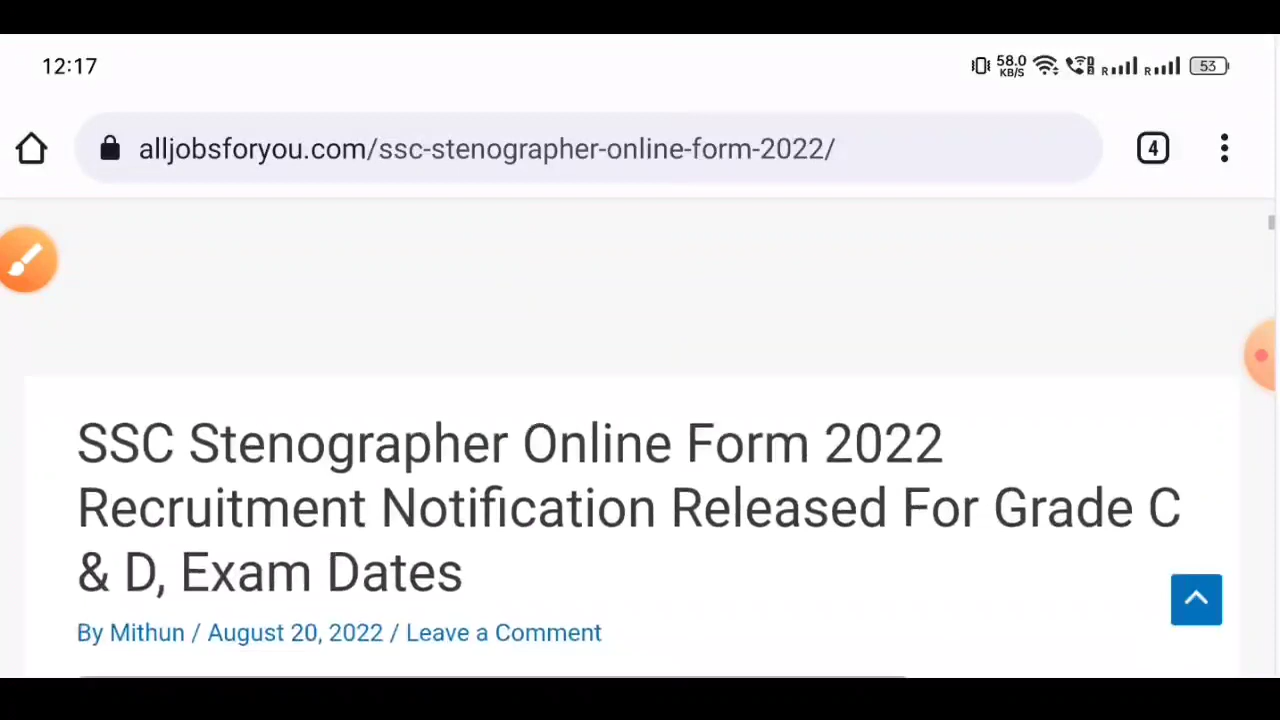 12:17
58.0
KB/S
R
R
53
alljobsforyou.com/ssc-stenographer-online-form-2022/
4
SSC Stenographer Online Form 2022
Recruitment Notification Released For Grade C
& D, Exam Dates
By Mithun / August 20, 2022 / Leave a Comment